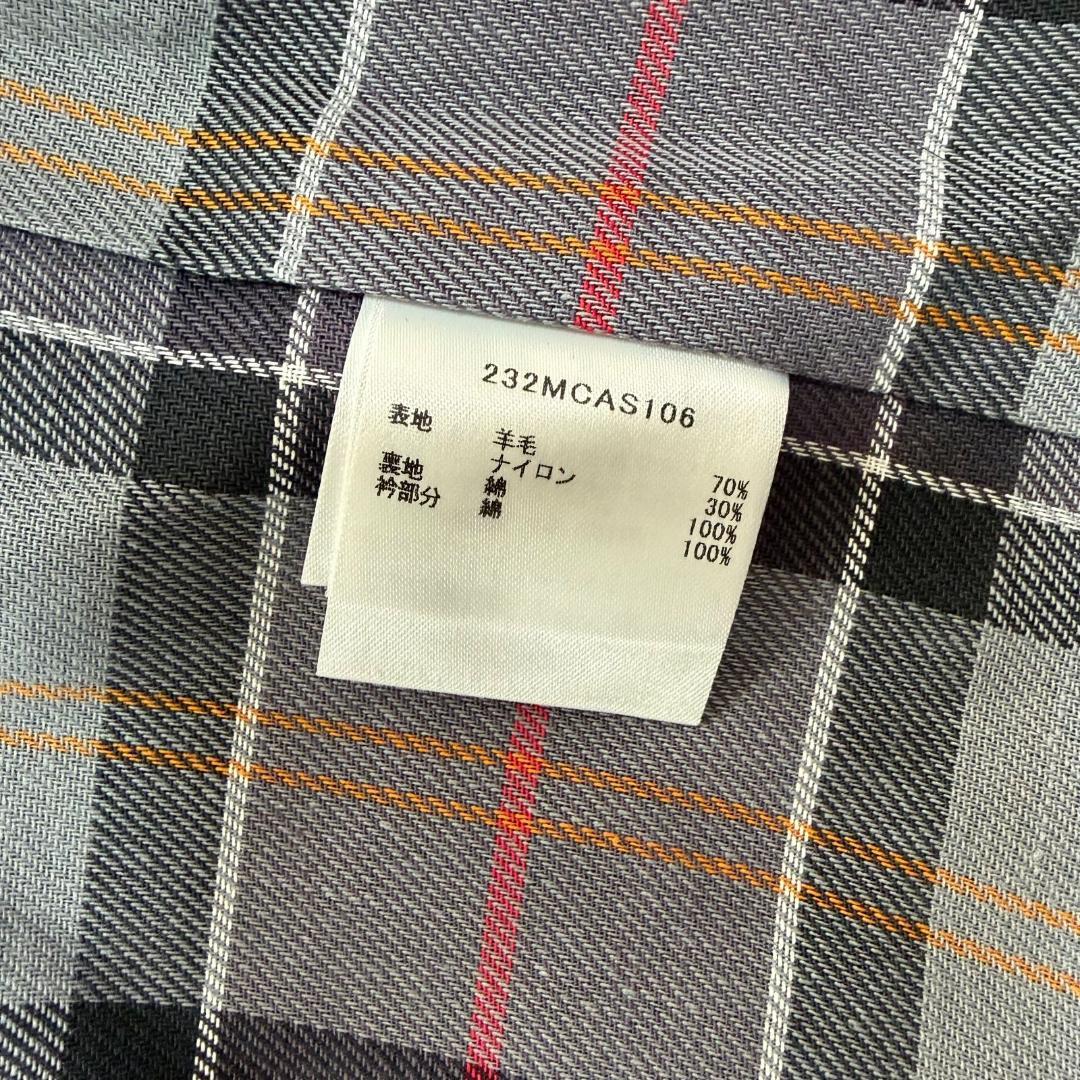 232MCAS106
表地 羊毛 70%
ナイロン 30%
裏地 綿 100%
衿部分 綿 100%